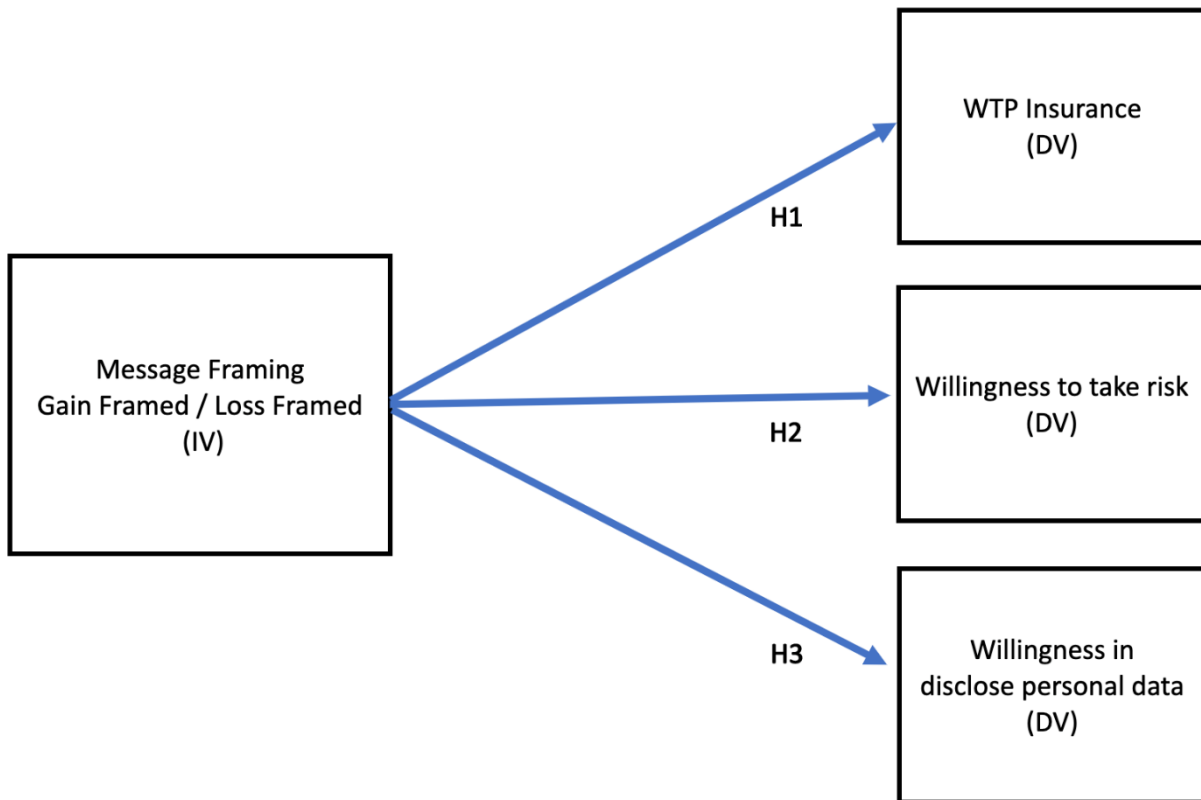 WTP Insurance
(DV)
H1
Message Framing
Gain Framed / Loss Framed
(IV)
Willingness to take risk
(DV)
H2
H3
Willingness in
disclose personal data
(DV)